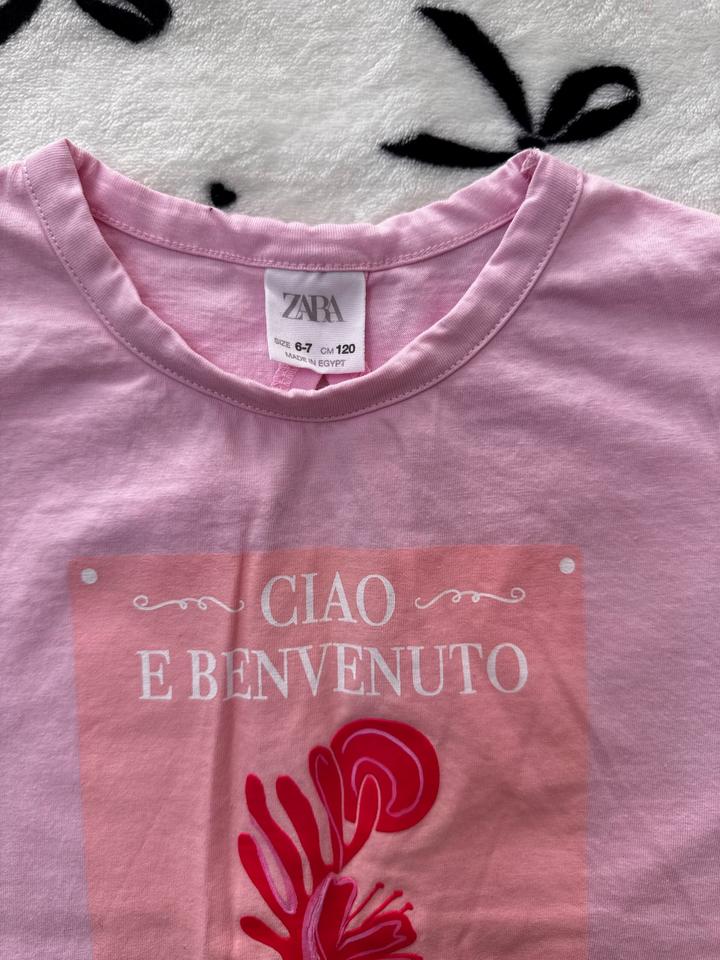 ZARA
SIZE 6-7 CM 120
MADE IN EGYPT
CIAO
E BENVENUTO